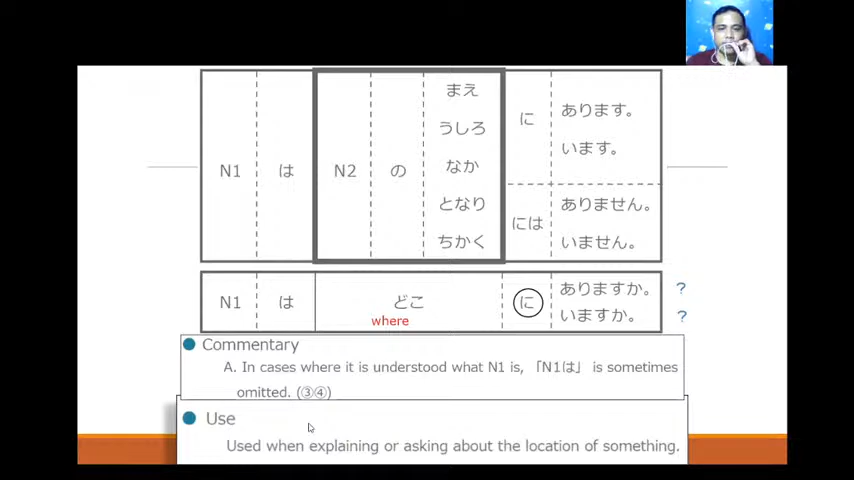 まえ
うしろ
なか
となり
ちかく
N1 は N2 の
に
あります。
います。
には
ありません。
いません。
N1 は どこ に
where
ありますか。 ?
いますか。 ?
Commentary
A. In cases where it is understood what N1 is, 「N1は」 is sometimes
omitted. (③④)
Use
Used when explaining or asking about the location of something.